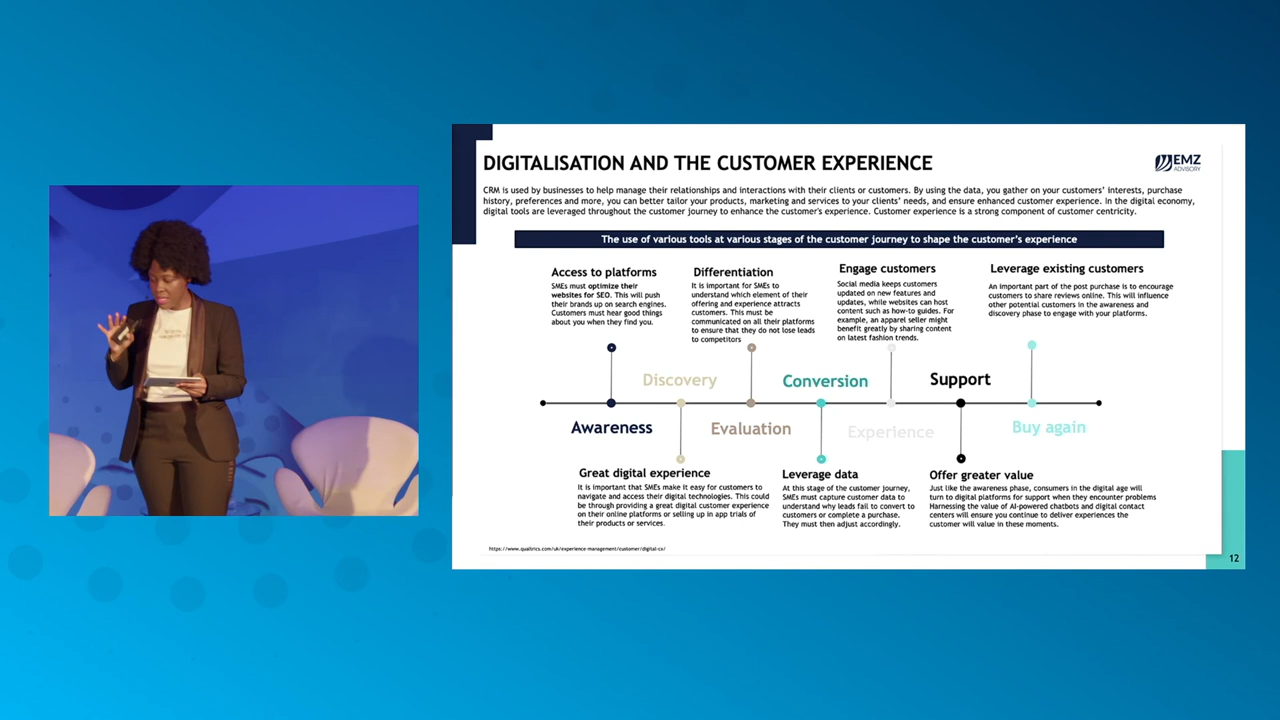 DIGITALISATION AND THE CUSTOMER EXPERIENCE
EMZ
ADVISORY
CRM is used by businesses to help manage their relationships and interactions with their clients or customers. By using the data, you gather on your customers' interests, purchase
history, preferences and more, you can better tailor your products, marketing and services to your clients' needs, and ensure enhanced customer experience. In the digital economy,
digital tools are leveraged throughout the customer journey to enhance the customer's experience. Customer experience is a strong component of customer centricity.
The use of various tools at various stages of the customer journey to shape the customer's experience
Access to platforms
SMEs must optimize their
websites for SEO. This will push
their brands up on search engines.
Customers must hear good things
about you when they find you.
Differentiation
It is important for SMEs to
understand which element of their
offering and experience attracts
customers. This must be
communicated on all their platforms
to ensure that they do not lose leads
to competitors
Engage customers
Social media keeps customers
updated on new features and
updates, while websites can host
content such as how-to guides. For
example, an apparel seller might
benefit greatly by sharing content
on latest fashion trends.
Leverage existing customers
An important part of the post purchase is to encourage
customers to share reviews online. This will influence
other potential customers in the awareness and
discovery phase to engage with your platforms.
Discovery
Conversion
Support
Awareness
Evaluation
Experience
Buy again
Great digital experience
It is important that SMEs make it easy for customers to
navigate and access their digital technologies. This could
be through providing a great digital customer experience
on their online platforms or selling up in app trials of
their products or services.
Leverage data
At this stage of the customer journey,
SMEs must capture customer data to
understand why leads fail to convert to
customers or complete a purchase.
They must then adjust accordingly.
Offer greater value
Just like the awareness phase, consumers in the digital age will
turn to digital platforms for support when they encounter problems
Harnessing the value of AI-powered chatbots and digital contact
centers will ensure you continue to deliver experiences the
customer will value in these moments.
https://www.qualtrics.com/uk/experience-management/customer/digital-cx/
12